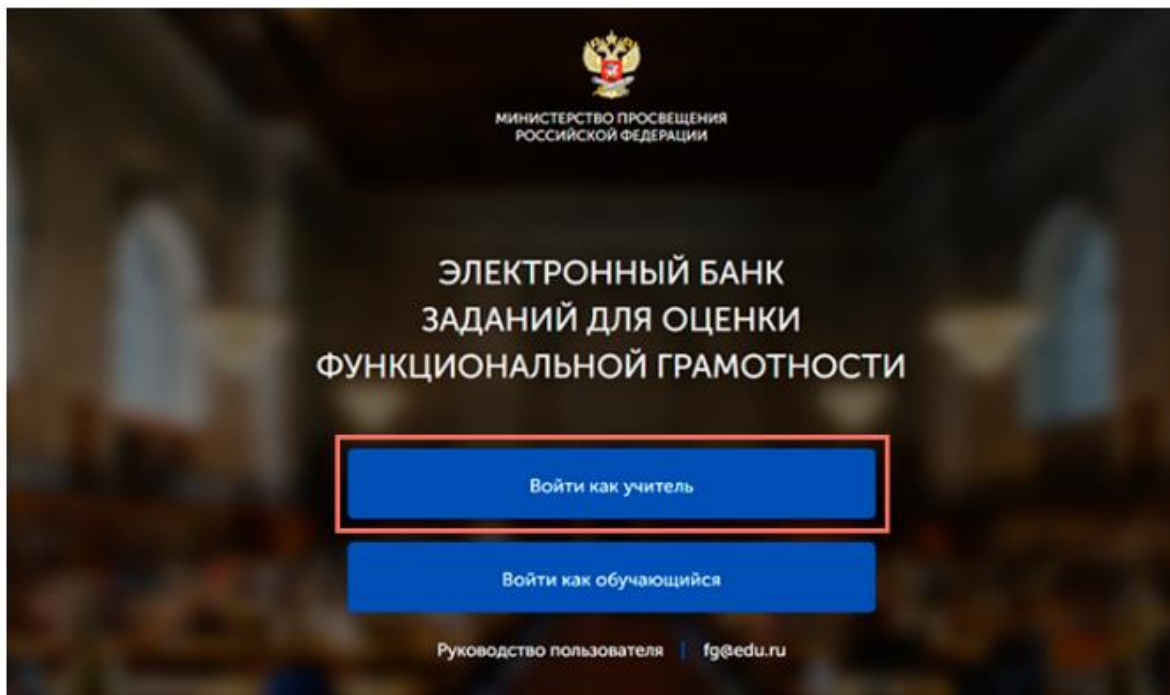 МИНИСТЕРСТВО ПРОСВЕЩЕНИЯ
РОССИЙСКОЙ ФЕДЕРАЦИИ
ЭЛЕКТРОННЫЙ БАНК
ЗАДАНИЙ ДЛЯ ОЦЕНКИ
ФУНКЦИОНАЛЬНОЙ ГРАМОТНОСТИ
Войти как учитель
Войти как обучающийся
Руководство пользователя | fg@edu.ru